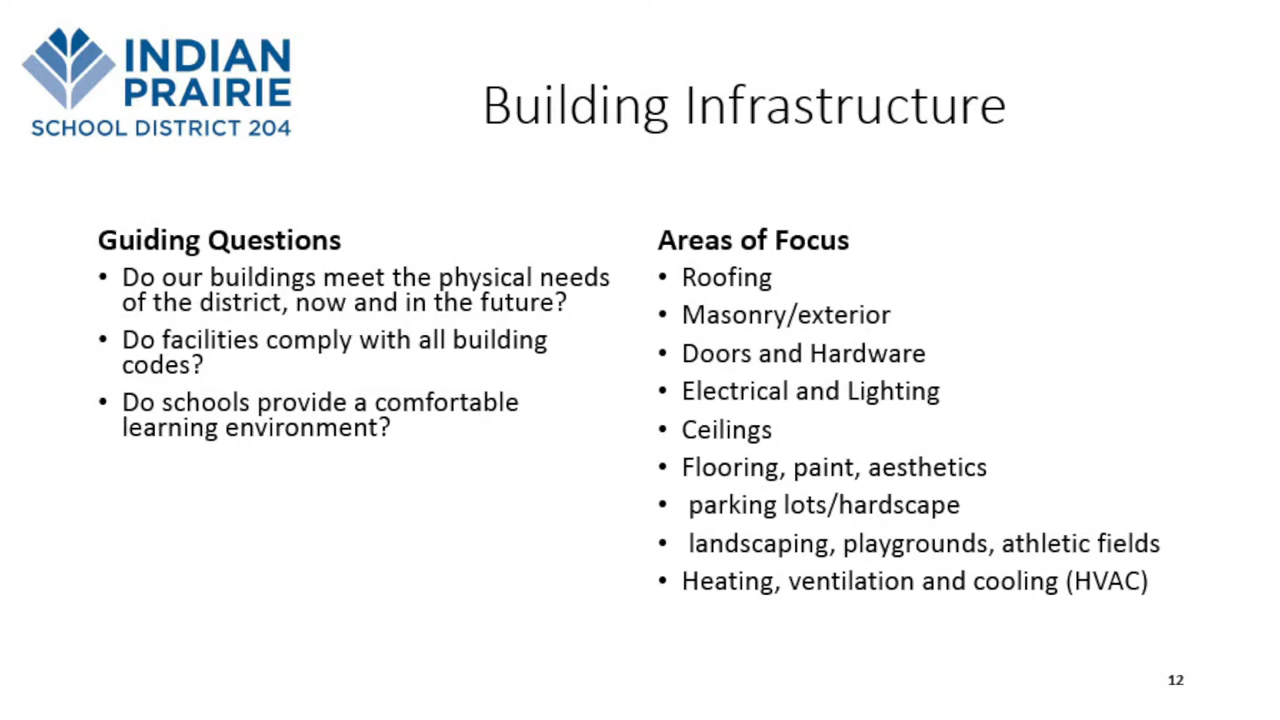 INDIAN
PRAIRIE
SCHOOL DISTRICT 204
Building Infrastructure
Guiding Questions
• Do our buildings meet the physical needs
of the district, now and in the future?
• Do facilities comply with all building
codes?
• Do schools provide a comfortable
learning environment?
Areas of Focus
• Roofing
• Masonry/exterior
• Doors and Hardware
• Electrical and Lighting
• Ceilings
• Flooring, paint, aesthetics
• parking lots/hardscape
• landscaping, playgrounds, athletic fields
• Heating, ventilation and cooling (HVAC)
12